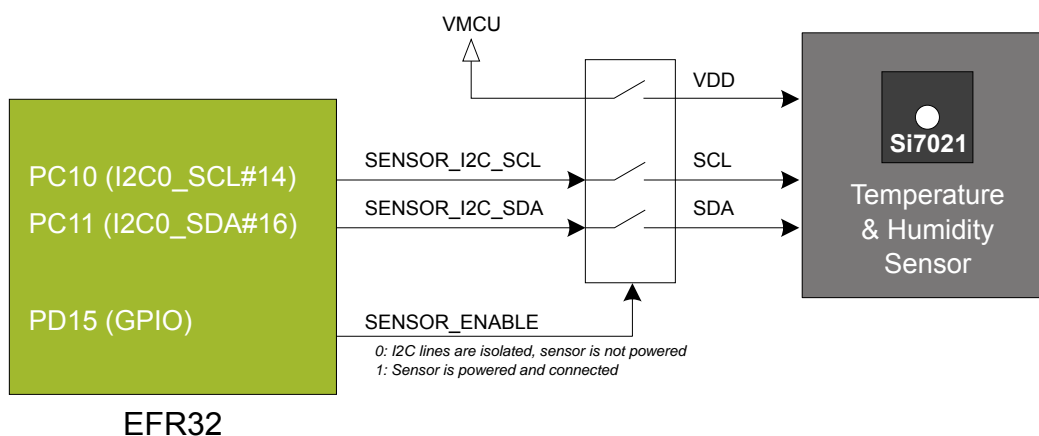 VMCU
VDD
Si7021
PC10 (I2C0_SCL#14)
SENSOR_I2C_SCL
SCL
PC11 (I2C0_SDA#16)
SENSOR_I2C_SDA
SDA
Temperature
& Humidity
Sensor
PD15 (GPIO)
SENSOR_ENABLE
0: I2C lines are isolated, sensor is not powered
1: Sensor is powered and connected
EFR32